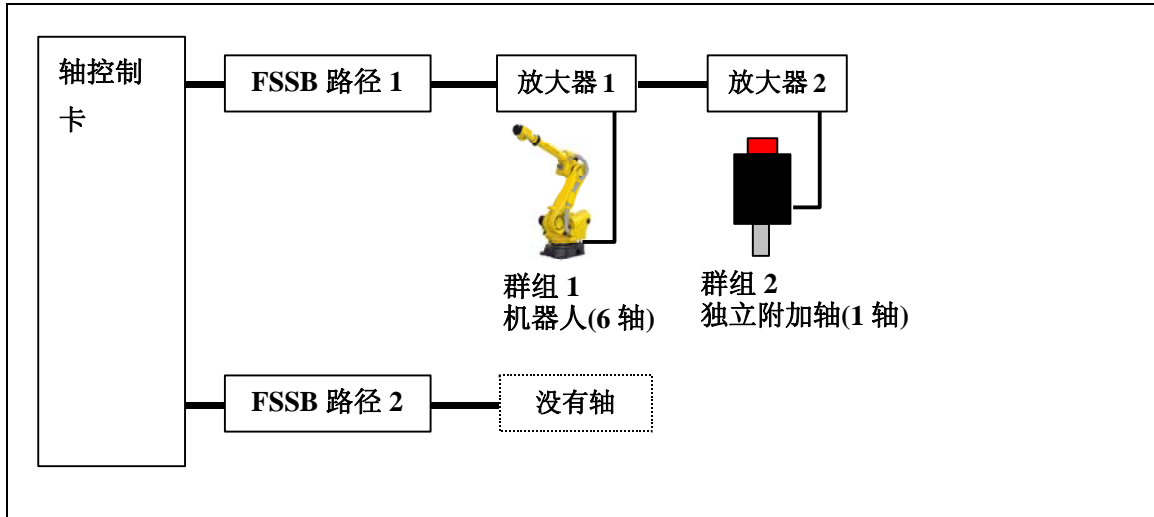 轴控制
卡
FSSB 路径 1
放大器 1
放大器 2
群组 1
机器人(6 轴)
群组 2
独立附加轴(1 轴)
FSSB 路径 2
没有轴